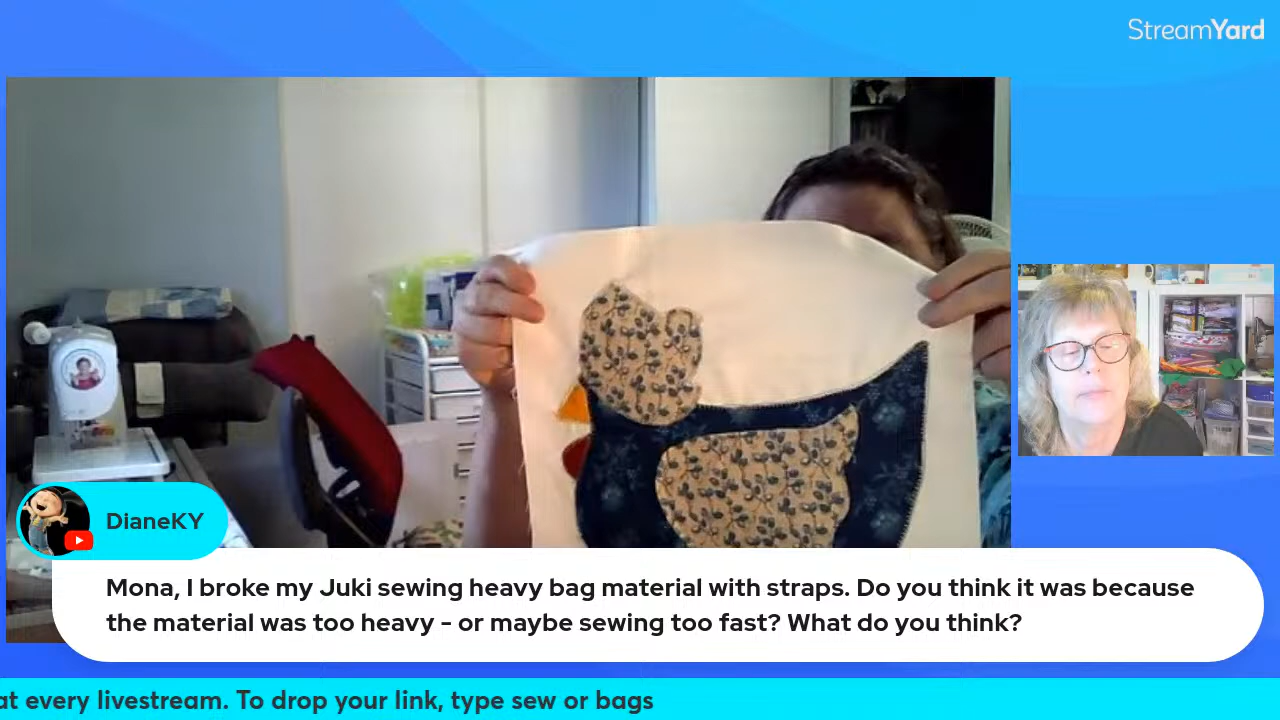 StreamYard
DianeKY
Mona, I broke my Juki sewing heavy bag material with straps. Do you think it was because
the material was too heavy - or maybe sewing too fast? What do you think?
at every livestream. To drop your link, type sew or bags